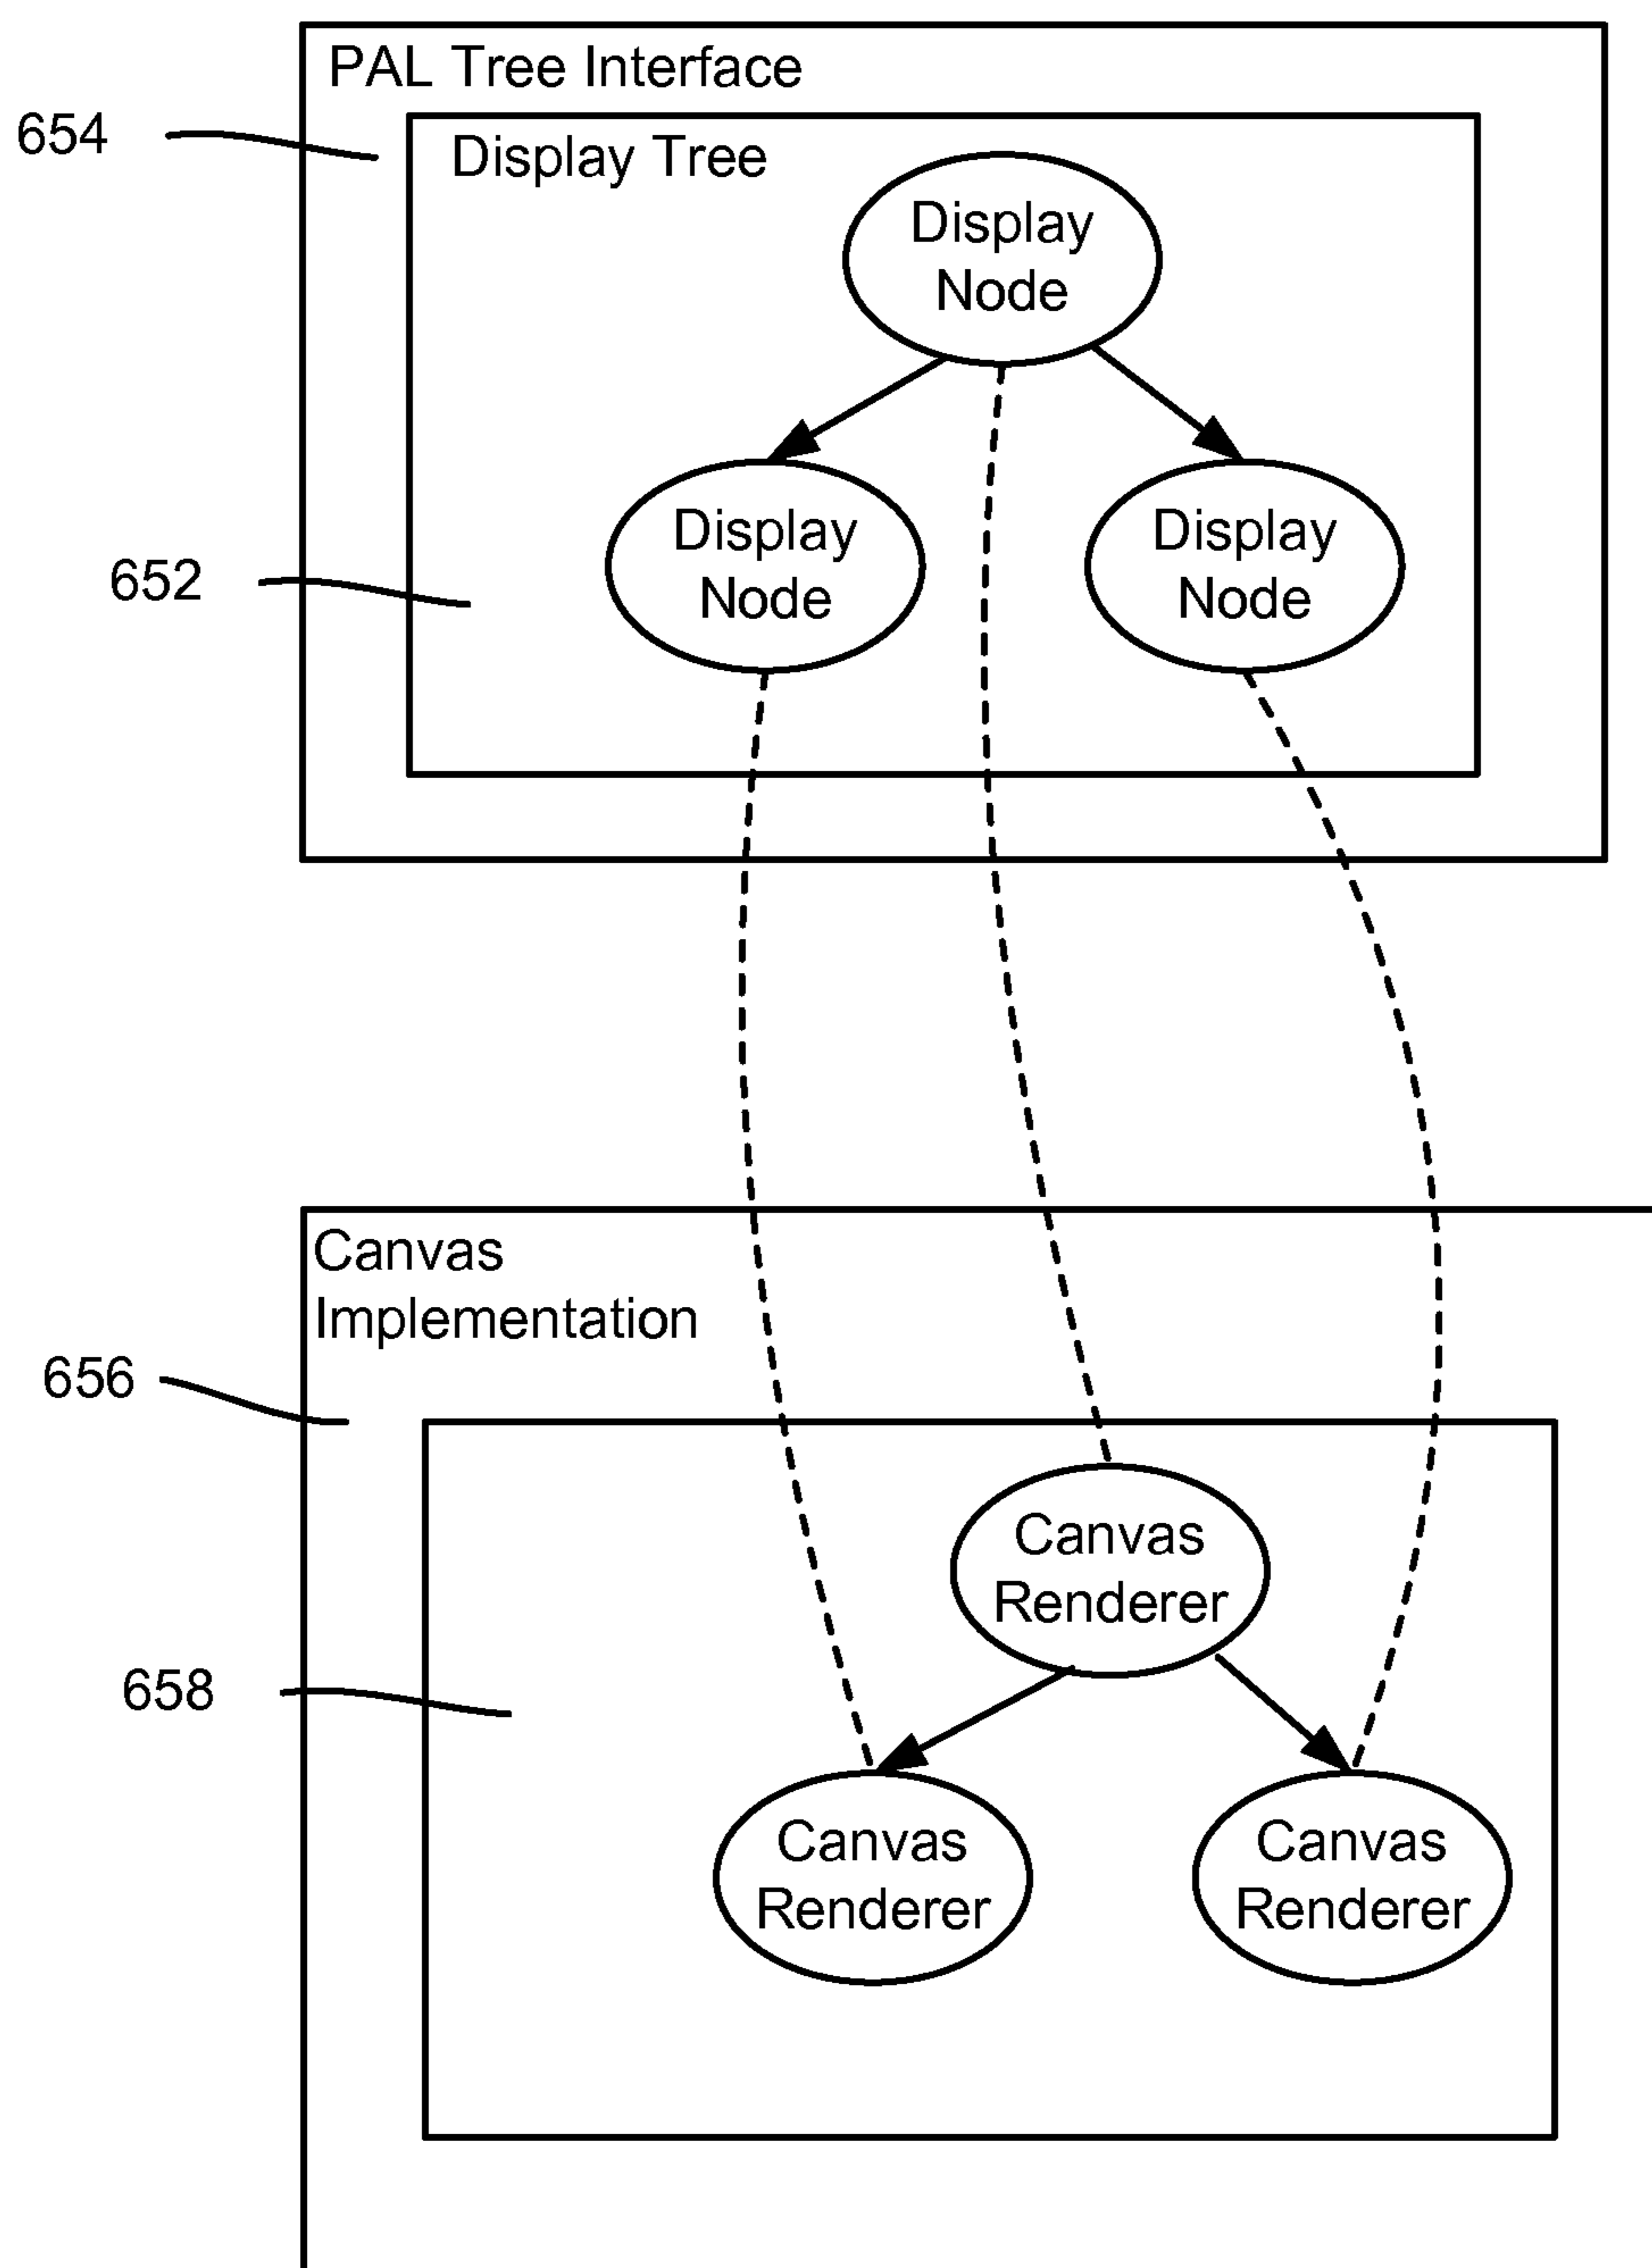 PAL Tree Interface
654
Display Tree
Display
Node
Display
Node
Display
Node
652
Canvas
Implementation
656
Canvas
Renderer
658
Canvas
Renderer
Canvas
Renderer